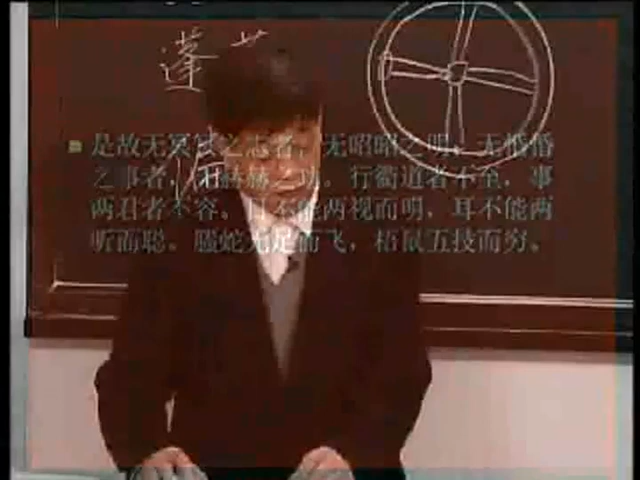 蓬
是故无冥冥之志者，无昭昭之明，无惛惛
之事者，无赫赫之功。行衢道者不至，事
两君者不容。目不能两视而明，耳不能两
听而聪。螣蛇无足而飞，梧鼠五技而穷。